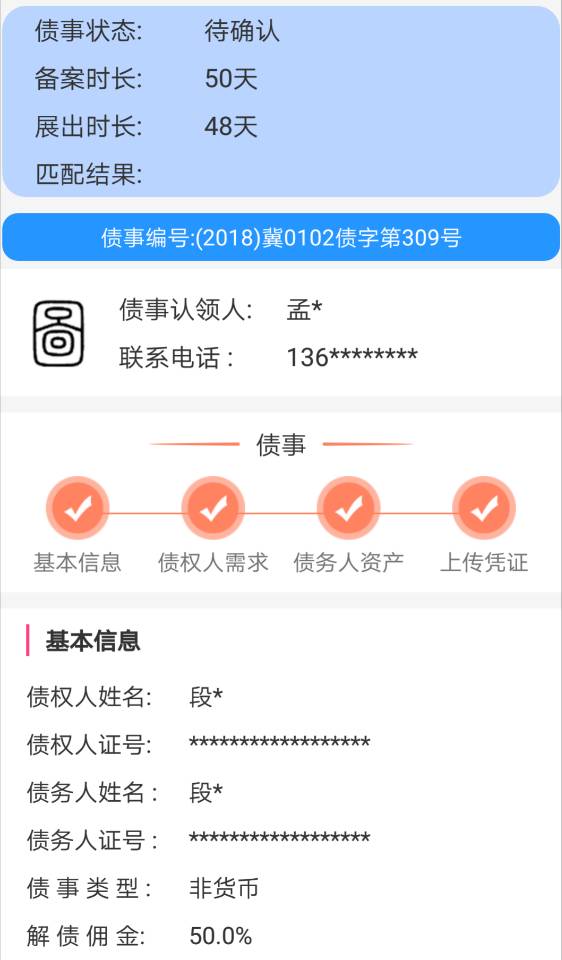 债事状态: 待确认
备案时长: 50天
展出时长: 48天
匹配结果:
债事编号:(2018)冀0102债字第309号
债事认领人: 孟*
联系电话: 136********
债事
基本信息 债权人需求 债务人资产 上传凭证
基本信息
债权人姓名: 段*
债权人证号: ******************
债务人姓名: 段*
债务人证号: ******************
债事类型: 非货币
解债佣金: 50.0%